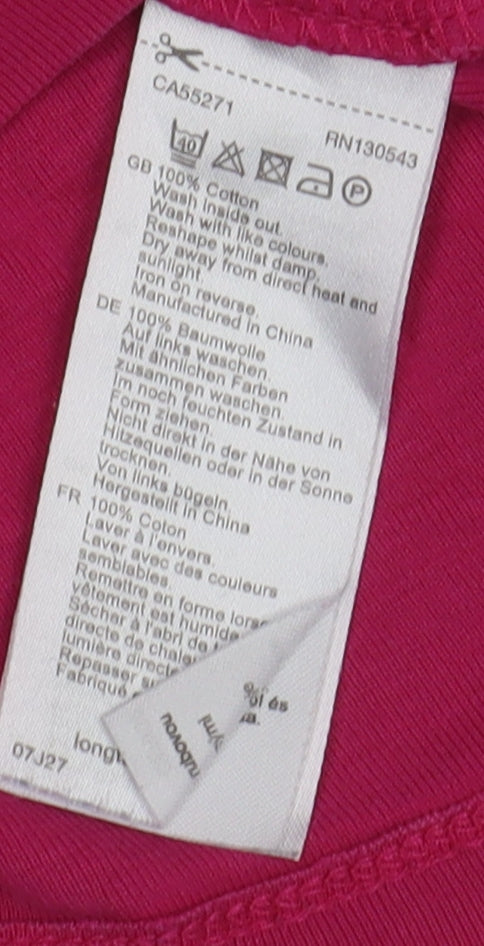 CA55271
RN130543
40
P
GB 100% Cotton
Wash inside out.
Wash with like colours.
Reshape whilst damp.
Dry away from direct heat and
sunlight.
Iron on reverse.
Manufactured in China
DE 100% Baumwolle
Auf links waschen.
Mit ähnlichen Farben
zusammen waschen.
Im noch feuchten Zustand in
Form ziehen.
Nicht direkt in der Nähe von
Hitzequellen oder in der Sonne
trocknen.
Von links bügeln.
Hergestellt in China
FR 100% Coton
Laver à l'envers.
Laver avec des couleurs
semblables.
Remettre en forme
vêtement est humide
Sécher à l'abri de
directe de
lumière
Repasser
Fabriqué
07J27